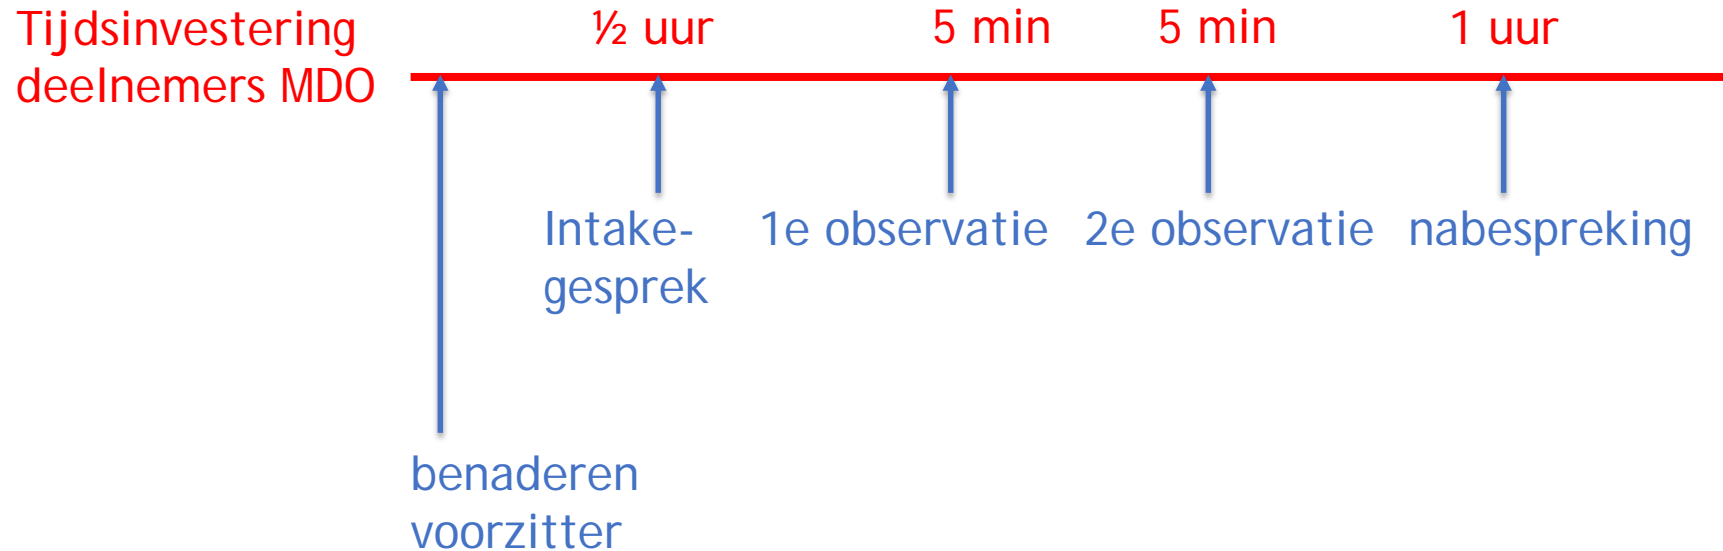 Tijdsinvestering
deelnemers MDO
½ uur
5 min
5 min
1 uur
Intake-
gesprek
1e observatie
2e observatie
nabespreking
benaderen
voorzitter